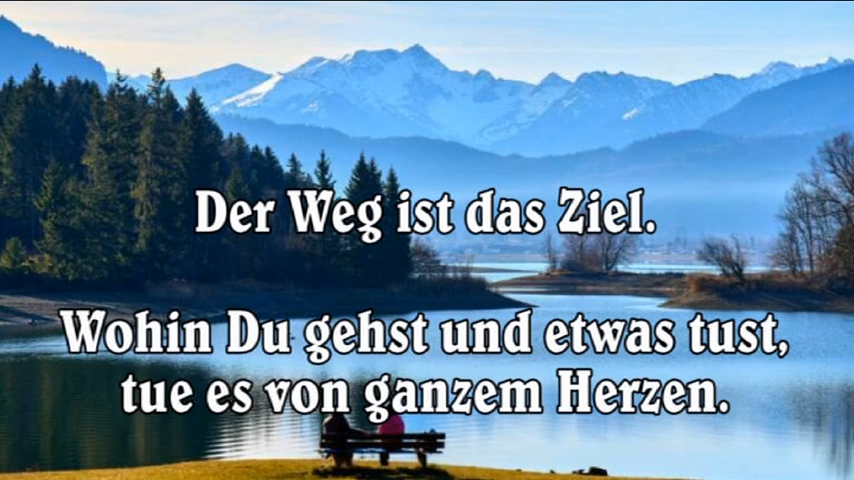 Der Weg ist das Ziel.
Wohin Du gehst und etwas tust,
tue es von ganzem Herzen.